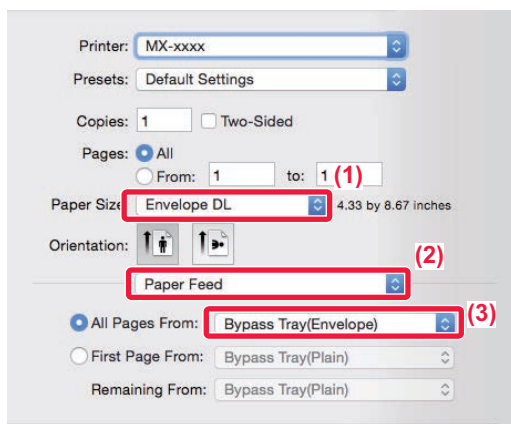 Printer: MX-xxxx
Presets: Default Settings
Copies: 1 Two-Sided
Pages: All
From: 1 to: 1 (1)
Paper Size Envelope DL 4.33 by 8.67 inches
Orientation:
(2)
Paper Feed
All Pages From: Bypass Tray(Envelope) (3)
First Page From: Bypass Tray(Plain)
Remaining From: Bypass Tray(Plain)